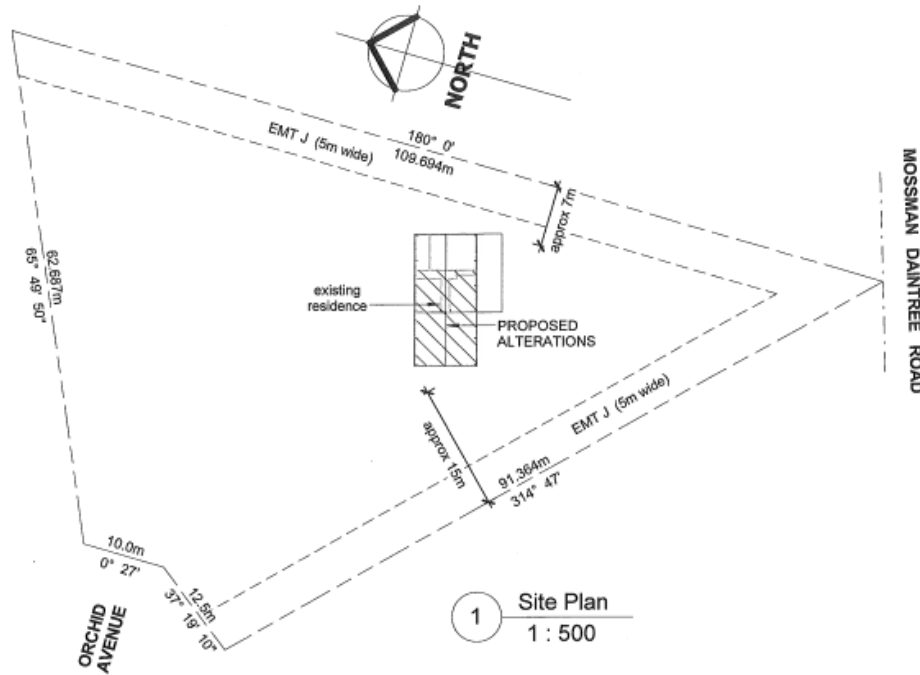 NORTH
180° 0'
109.694m
EMT J (5m wide)
approx 7m
MOSSMAN DAINTREE ROAD
62.687m
65° 49' 50"
existing
residence
PROPOSED
ALTERATIONS
EMT J (5m wide)
approx 15m
91.364m
314° 47'
10.0m
0° 27'
12.5m
37° 19' 10"
ORCHID
AVENUE
1
Site Plan
1 : 500